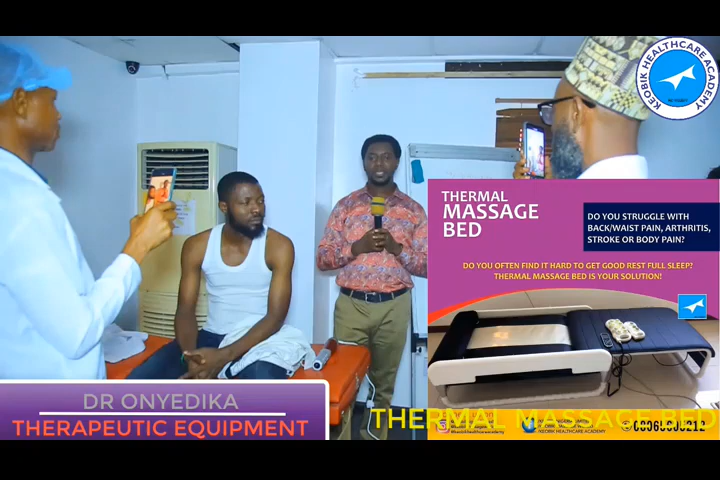 KEOBIK HEALTHCARE ACADEMY
THERMAL
MASSAGE
BED
DO YOU STRUGGLE WITH
BACK/WAIST PAIN, ARTHRITIS,
STROKE OR BODY PAIN?
DO YOU OFTEN FIND IT HARD TO GET GOOD REST FULL SLEEP?
THERMAL MASSAGE BED IS YOUR SOLUTION!
DR ONYEDIKA
THERAPEUTIC EQUIPMENT
THERMAL MASSAGE BED
KEOBIK HEALTHCARE ACADEMY